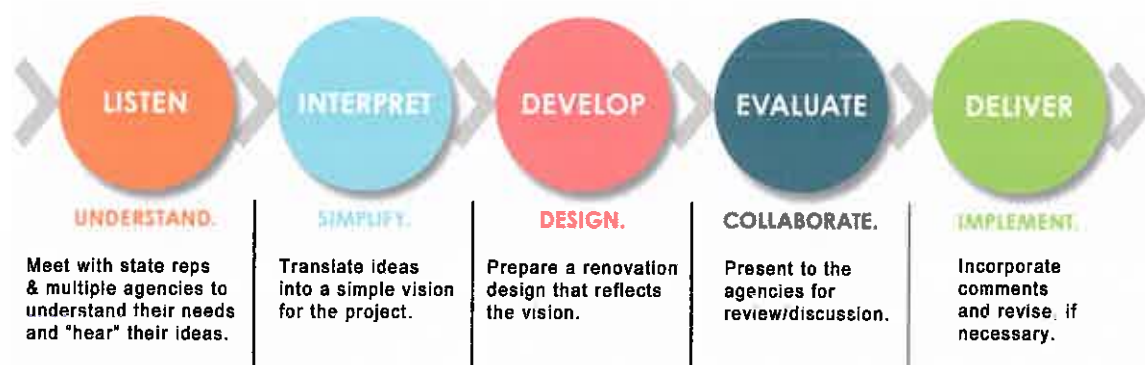 LISTEN
INTERPRET
DEVELOP
EVALUATE
DELIVER
UNDERSTAND.
SIMPLIFY.
DESIGN.
COLLABORATE.
IMPLEMENT.
Meet with state reps
& multiple agencies to
understand their needs
and "hear" their ideas.
Translate ideas
into a simple vision
for the project.
Prepare a renovation
design that reflects
the vision.
Present to the
agencies for
review/discussion.
Incorporate
comments
and revise, if
necessary.